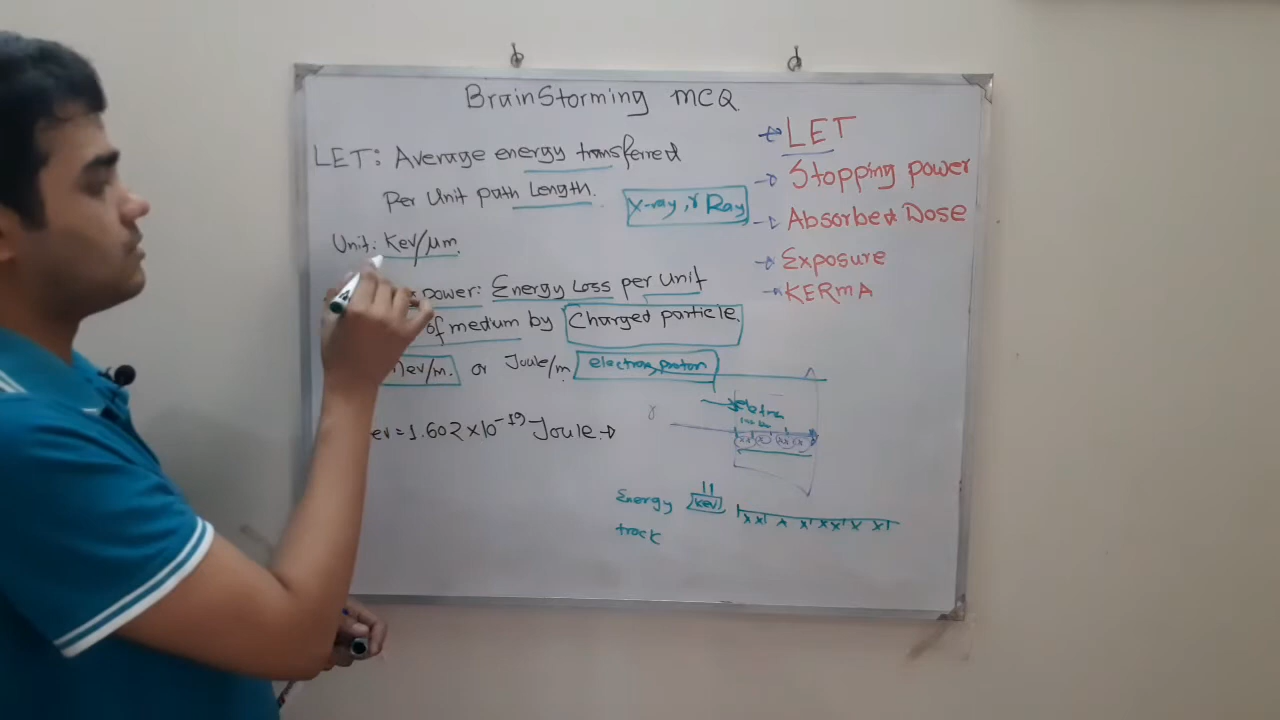 BrainStorming MCQ
LET: Average energy transferred
Per Unit path Length.
X-ray, γ Ray
Unit: Kev/μm.
power: Energy Loss per Unit
of medium by Charged particle.
Mev/m. or Joule/m electron, proton
ev = 1.602 × 10⁻¹⁹ Joule. →
→ LET
→ Stopping power
→ Absorbed Dose
→ Exposure
→ KERMA
γ
Energy kev
track